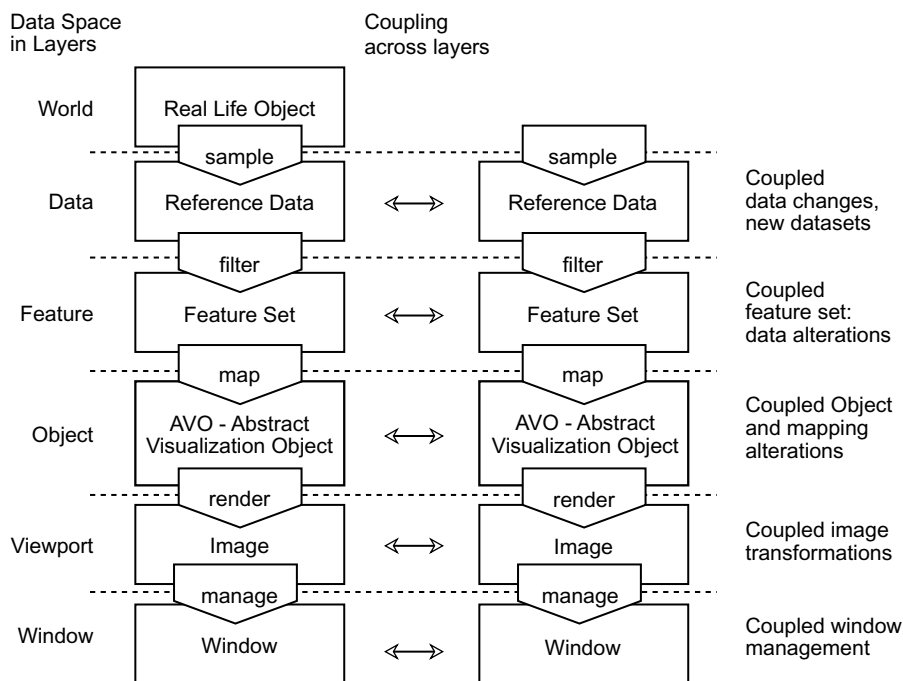 Data Space
in Layers
Coupling
across layers
World
Real Life Object
sample
sample
Data
Reference Data
Reference Data
Coupled
data changes,
new datasets
filter
filter
Feature
Feature Set
Feature Set
Coupled
feature set:
data alterations
map
map
Object
AVO - Abstract
Visualization Object
AVO - Abstract
Visualization Object
Coupled Object
and mapping
alterations
render
render
Viewport
Image
Image
Coupled image
transformations
manage
manage
Window
Window
Window
Coupled window
management